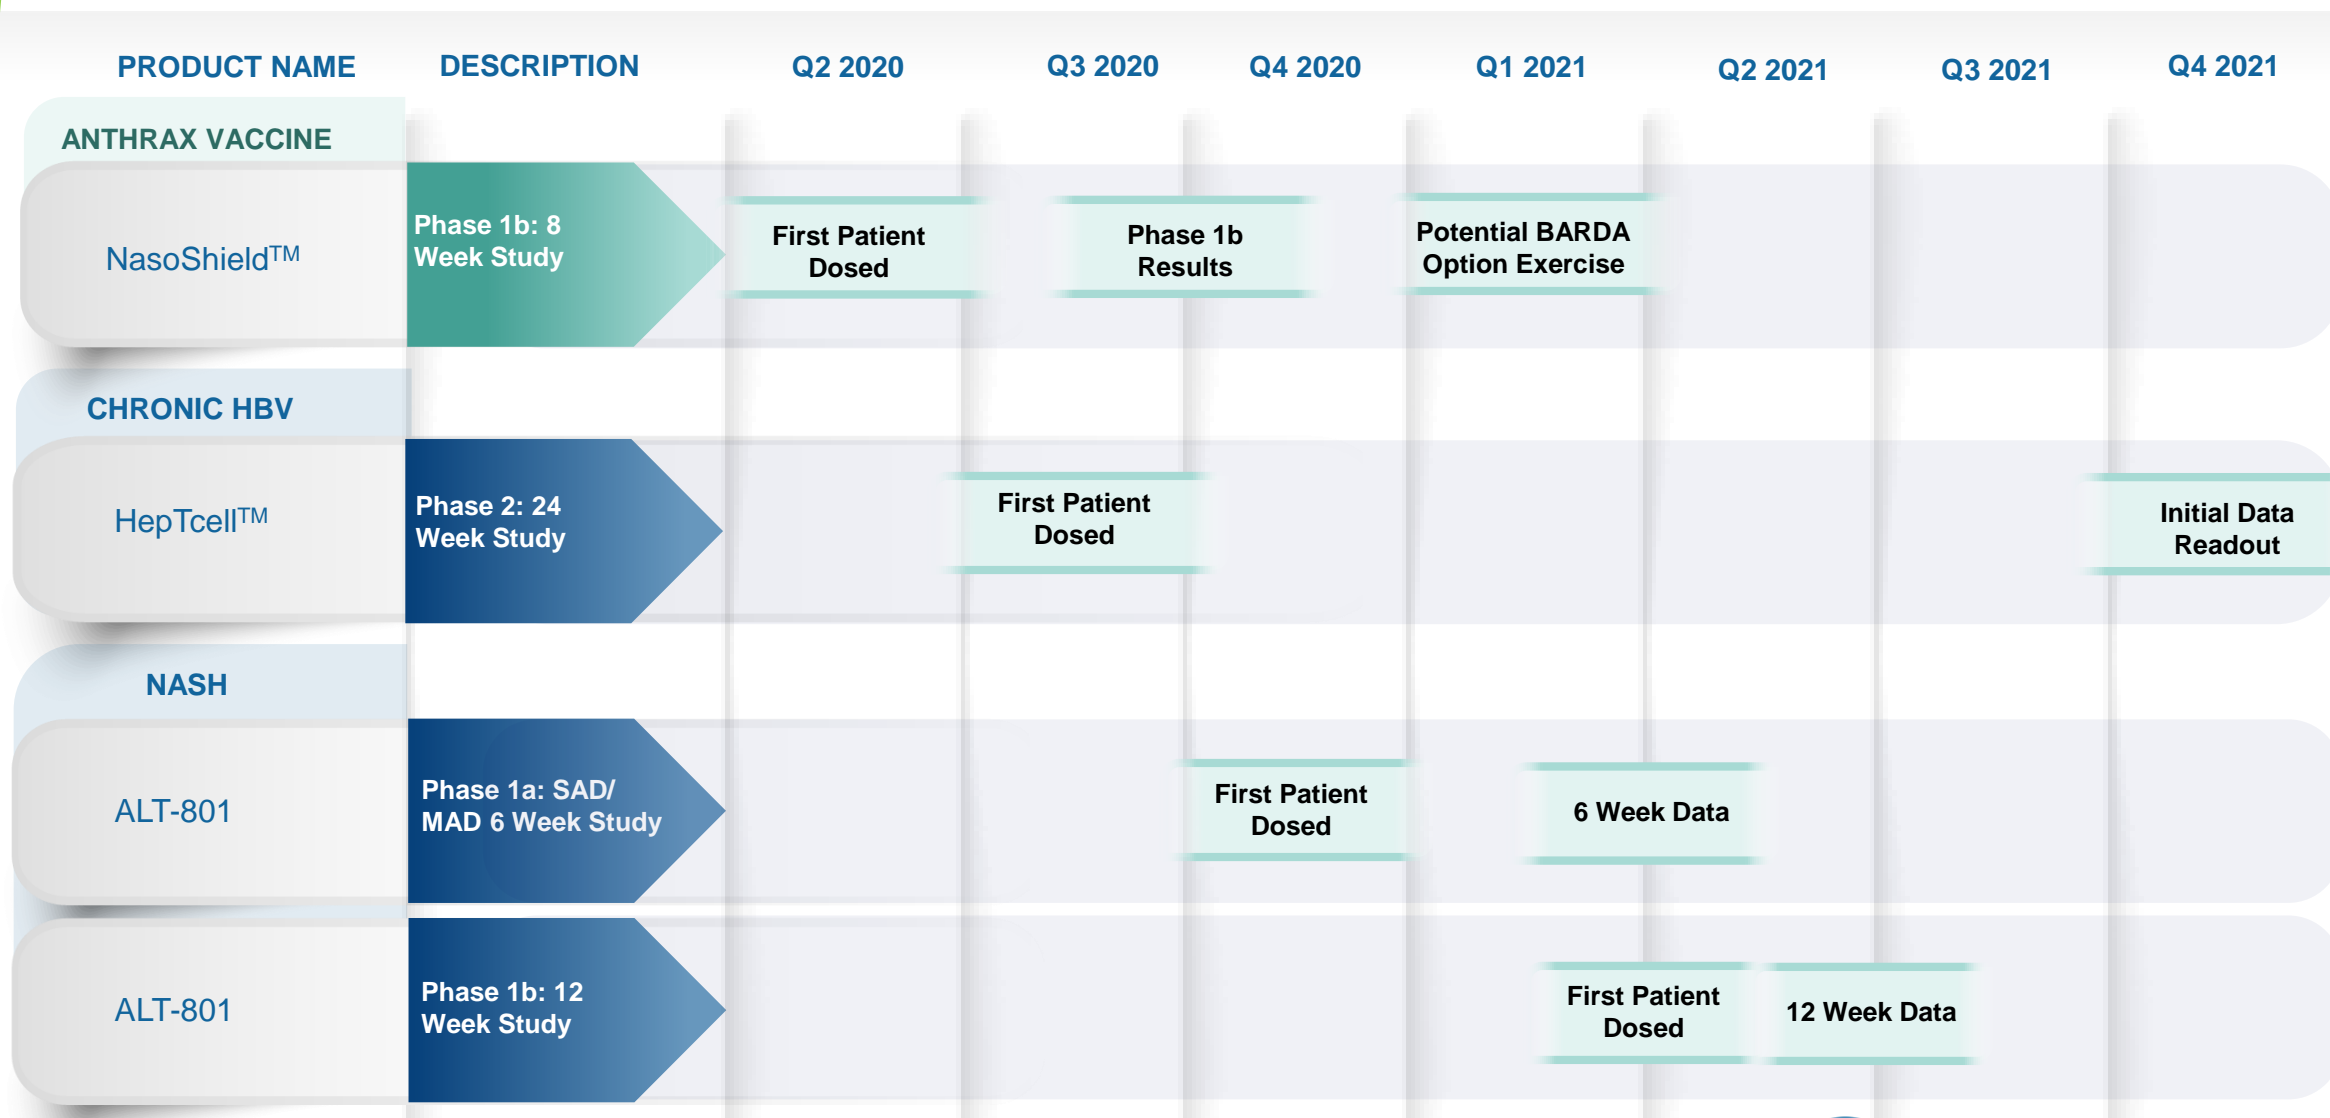 PRODUCT NAME DESCRIPTION Q2 2020 Q3 2020 Q4 2020 Q1 2021 Q2 2021 Q3 2021 Q4 2021
ANTHRAX VACCINE
NasoShield™
Phase 1b: 8
Week Study
First Patient
Dosed
Phase 1b
Results
Potential BARDA
Option Exercise
CHRONIC HBV
HepTcell™
Phase 2: 24
Week Study
First Patient
Dosed
Initial Data
Readout
NASH
ALT-801
Phase 1a: SAD/
MAD 6 Week Study
First Patient
Dosed
6 Week Data
ALT-801
Phase 1b: 12
Week Study
First Patient
Dosed
12 Week Data